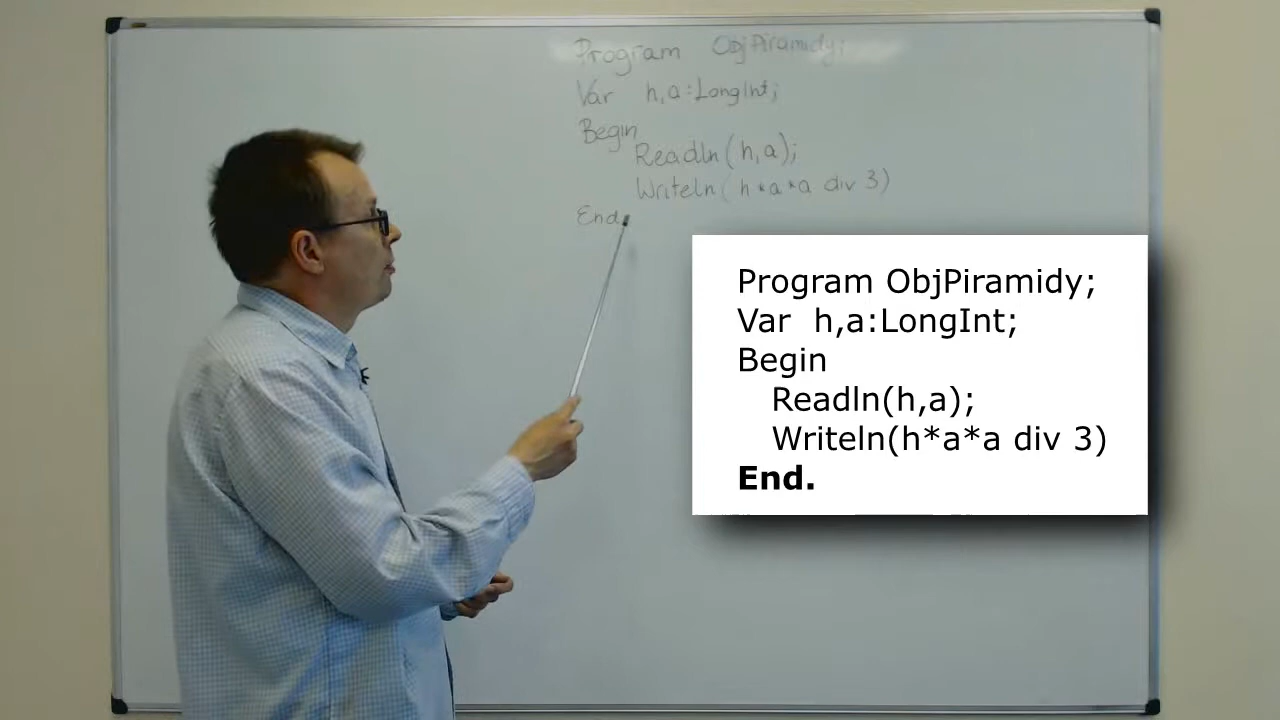 Program ObjPiramidy;
Var h,a:LongInt;
Begin
Readln(h,a);
Writeln(h*a*a div 3)
End.
Program ObjPiramidy;
Var h,a:LongInt;
Begin
Readln(h,a);
Writeln(h*a*a div 3)
End.